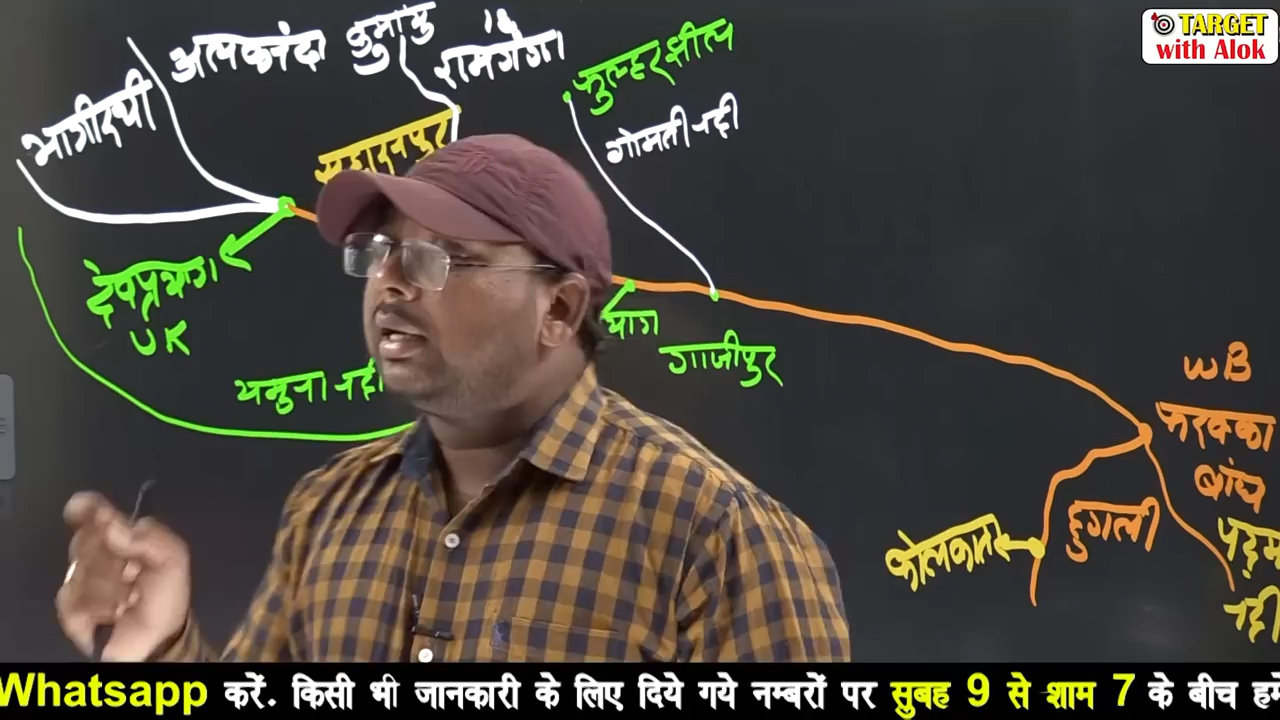 TARGET
with Alok
भागीरथी
अलकनंदा
कुमायु
रामगंगा
फुल्हर झील
गोमती नदी
देवप्रयाग
UK
यमुना नदी
याग
गाजीपुर
WB
फरक्का
बांध
हुगली
कोलकाता
पद्म
नदी
Whatsapp करें. किसी भी जानकारी के लिए दिये गये नम्बरों पर सुबह 9 से शाम 7 के बीच हमे